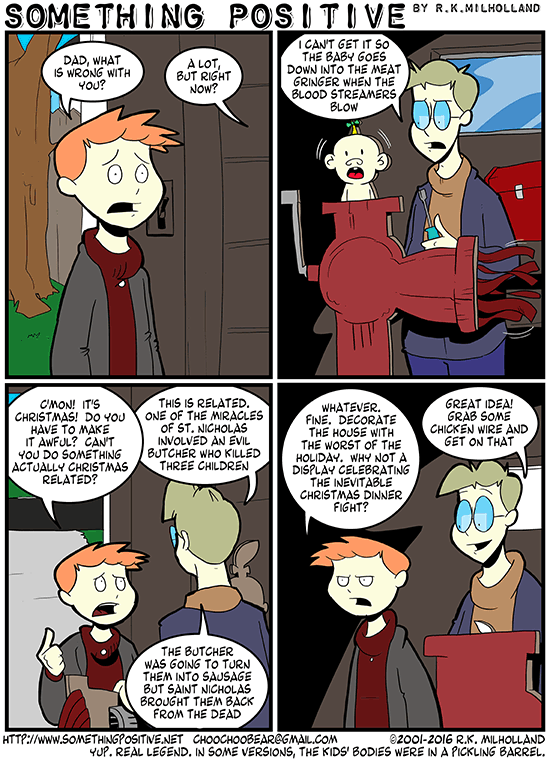 SOMETHING POSITIVE BY R.K.MILHOLLAND
DAD, WHAT
IS WRONG WITH
YOU?
A LOT,
BUT RIGHT
NOW?
I CAN'T GET IT SO
THE BABY GOES
DOWN INTO THE MEAT
GRINGER WHEN THE
BLOOD STREAMERS
BLOW
C'MON! IT'S
CHRISTMAS! DO YOU
HAVE TO MAKE
IT AWFUL? CAN'T
YOU DO SOMETHING
ACTUALLY CHRISTMAS
RELATED?
THIS IS RELATED.
ONE OF THE MIRACLES
OF ST. NICHOLAS
INVOLVED AN EVIL
BUTCHER WHO KILLED
THREE CHILDREN
THE BUTCHER
WAS GOING TO TURN
THEM INTO SAUSAGE
BUT SAINT NICHOLAS
BROUGHT THEM BACK
FROM THE DEAD
WHATEVER.
FINE. DECORATE
THE HOUSE WITH
THE WORST OF THE
HOLIDAY. WHY NOT A
DISPLAY CELEBRATING
THE INEVITABLE
CHRISTMAS DINNER
FIGHT?
GREAT IDEA!
GRAB SOME
CHICKEN WIRE AND
GET ON THAT
HTTP://WWW.SOMETHINGPOSITIVE.NET CHOOCHOOBEAR@GMAIL.COM ©2001-2016 R.K. MILHOLLAND
YUP. REAL LEGEND. IN SOME VERSIONS, THE KIDS' BODIES WERE IN A PICKLING BARREL.